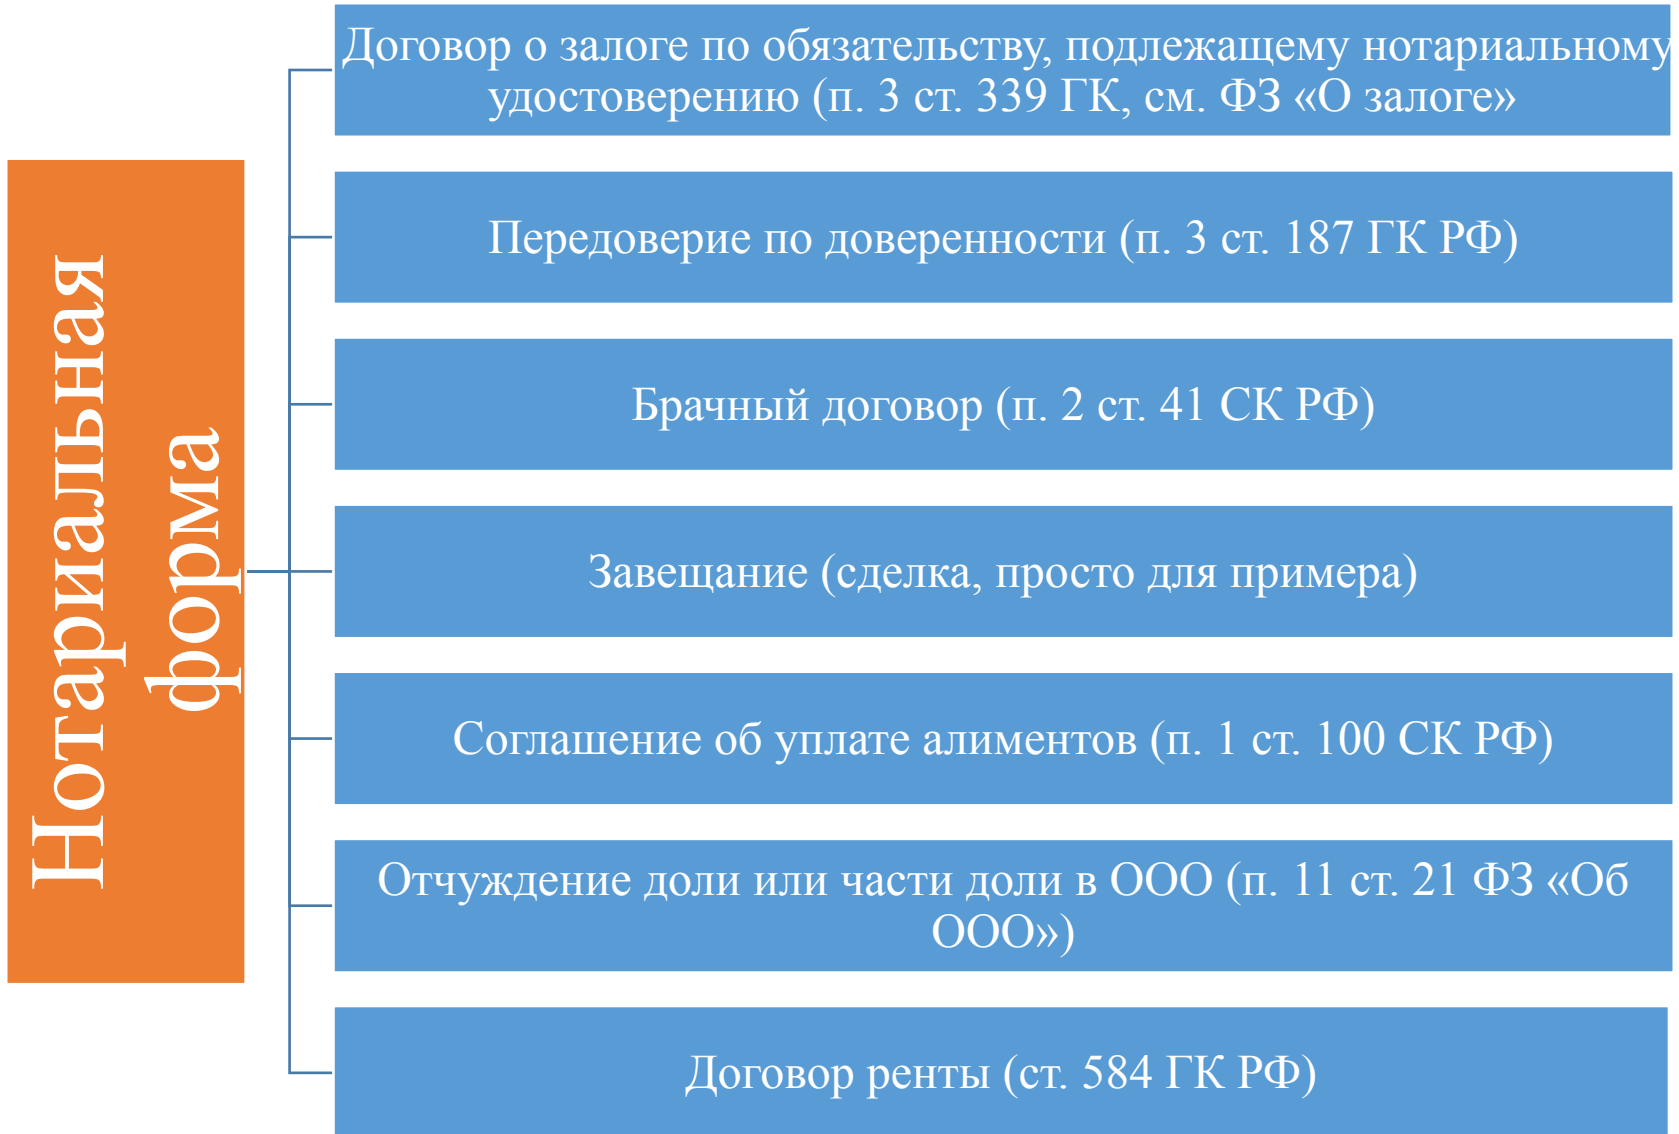 Нотариальная
форма
Договор о залоге по обязательству, подлежащему нотариальному
удостоверению (п. 3 ст. 339 ГК, см. ФЗ «О залоге»
Передоверие по доверенности (п. 3 ст. 187 ГК РФ)
Брачный договор (п. 2 ст. 41 СК РФ)
Завещание (сделка, просто для примера)
Соглашение об уплате алиментов (п. 1 ст. 100 СК РФ)
Отчуждение доли или части доли в ООО (п. 11 ст. 21 ФЗ «Об
ООО»)
Договор ренты (ст. 584 ГК РФ)